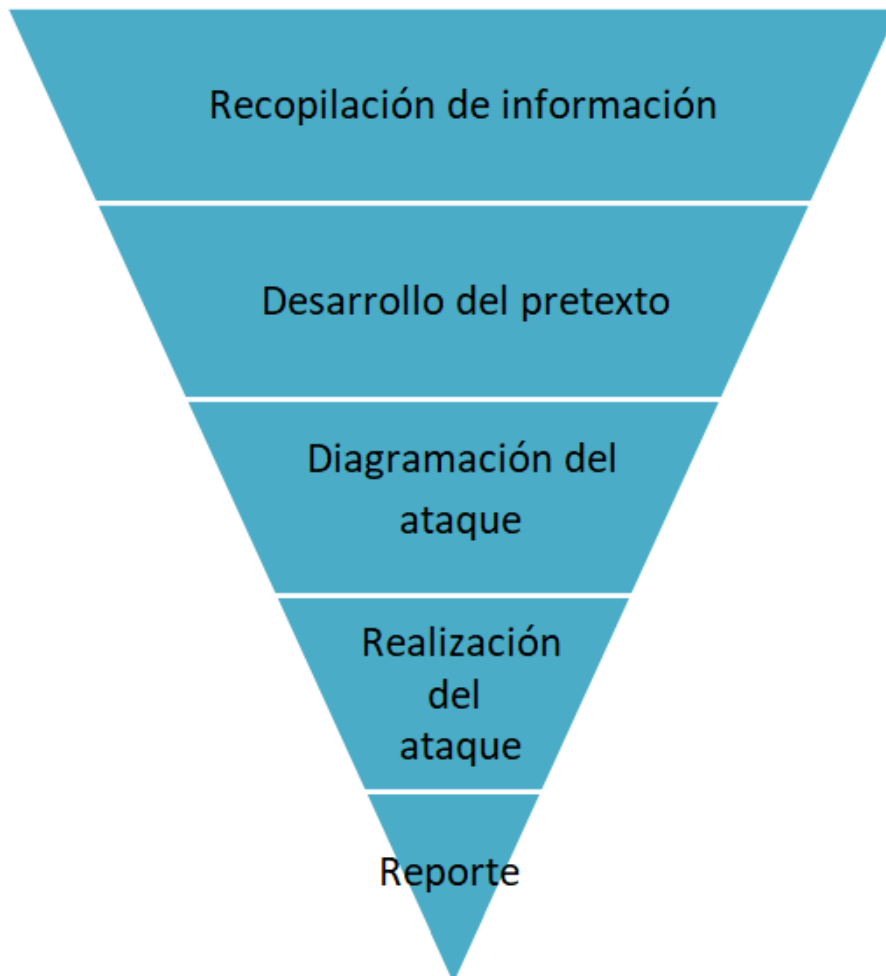 Recopilación de información
Desarrollo del pretexto
Diagramación del
ataque
Realización
del
ataque
Reporte